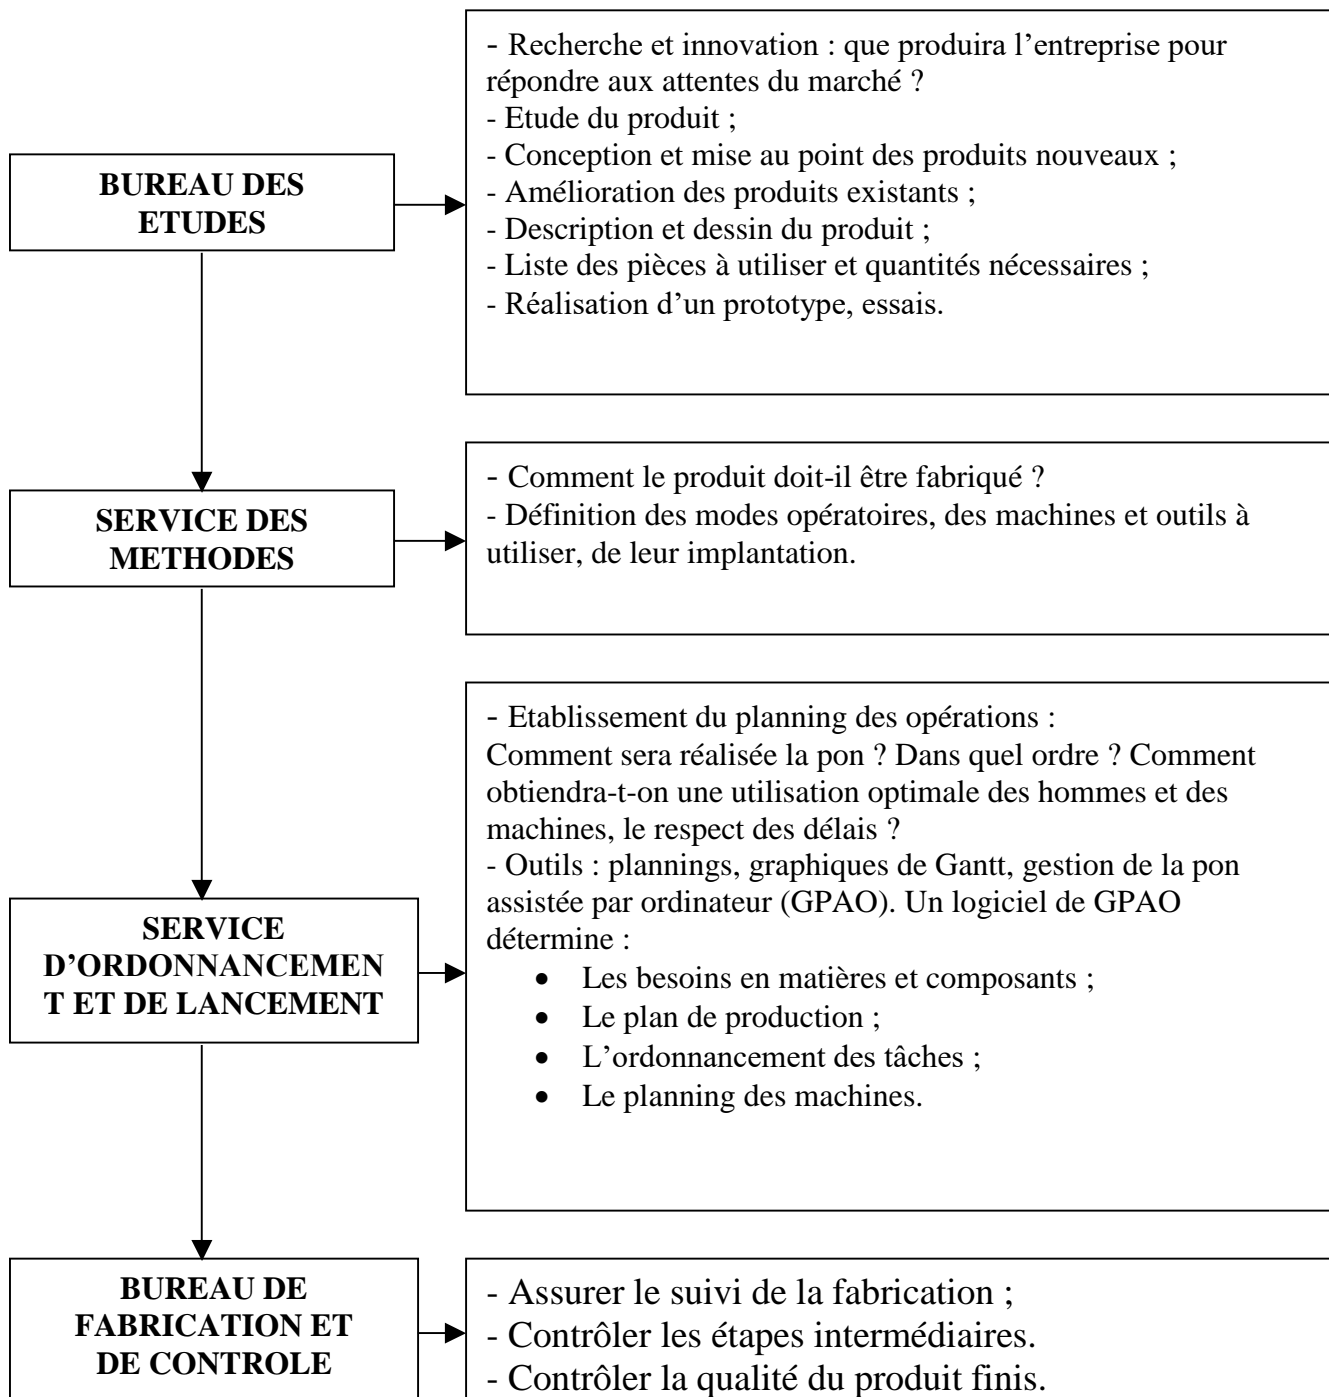 - Recherche et innovation : que produira l’entreprise pour
répondre aux attentes du marché ?
- Etude du produit ;
- Conception et mise au point des produits nouveaux ;
- Amélioration des produits existants ;
- Description et dessin du produit ;
- Liste des pièces à utiliser et quantités nécessaires ;
- Réalisation d’un prototype, essais.
BUREAU DES
ETUDES
- Comment le produit doit-il être fabriqué ?
- Définition des modes opératoires, des machines et outils à
utiliser, de leur implantation.
SERVICE DES
METHODES
- Etablissement du planning des opérations :
Comment sera réalisée la pon ? Dans quel ordre ? Comment
obtiendra-t-on une utilisation optimale des hommes et des
machines, le respect des délais ?
- Outils : plannings, graphiques de Gantt, gestion de la pon
assistée par ordinateur (GPAO). Un logiciel de GPAO
détermine :
• Les besoins en matières et composants ;
• Le plan de production ;
• L’ordonnancement des tâches ;
• Le planning des machines.
SERVICE
D’ORDONNANCEMEN
T ET DE LANCEMENT
BUREAU DE
FABRICATION ET
DE CONTROLE
- Assurer le suivi de la fabrication ;
- Contrôler les étapes intermédiaires.
- Contrôler la qualité du produit finis.